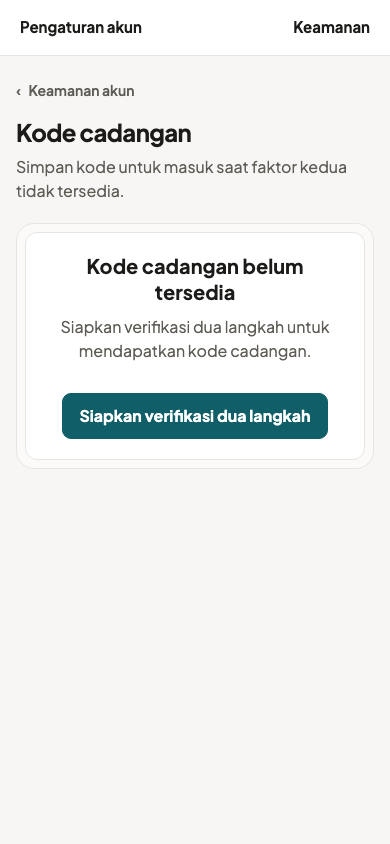 Pengaturan akun
Keamanan
‹ Keamanan akun
Kode cadangan
Simpan kode untuk masuk saat faktor kedua
tidak tersedia.
Kode cadangan belum
tersedia
Siapkan verifikasi dua langkah untuk
mendapatkan kode cadangan.
Siapkan verifikasi dua langkah